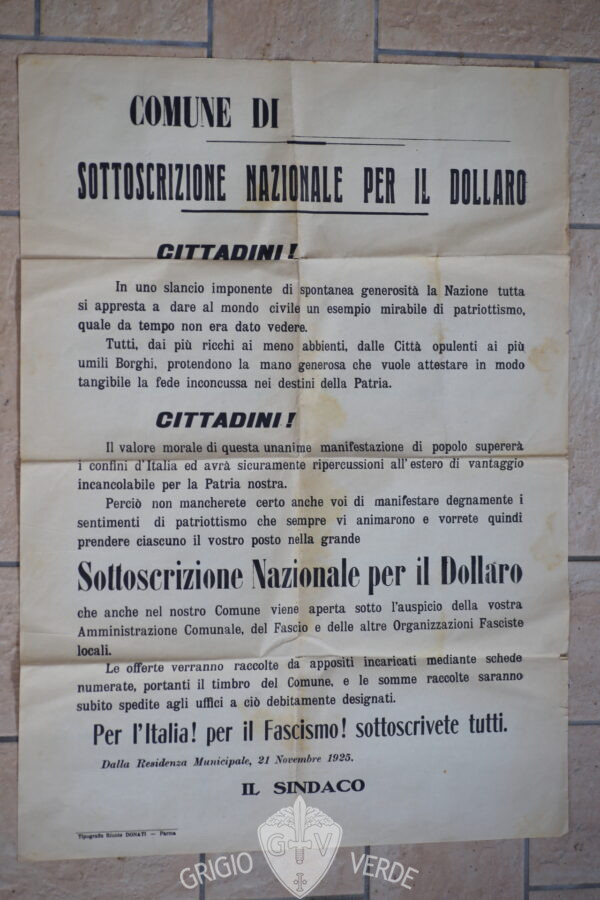 COMUNE DI
SOTTOSCRIZIONE NAZIONALE PER IL DOLLARO
CITTADINI!
In uno slancio imponente di spontanea generosità la Nazione tutta
si appresta a dare al mondo civile un esempio mirabile di patriottismo,
quale da tempo non era dato vedere.
Tutti, dai più ricchi ai meno abbienti, dalle Città opulenti ai più
umili Borghi, protendono la mano generosa che vuole attestare in modo
tangibile la fede inconcussa nei destini della Patria.
CITTADINI!
Il valore morale di questa unanime manifestazione di popolo supererà
i confini d'Italia ed avrà sicuramente ripercussioni all'estero di vantaggio
incancolabile per la Patria nostra.
Perciò non mancherete certo anche voi di manifestare degnamente i
sentimenti di patriottismo che sempre vi animarono e vorrete quindi
prendere ciascuno il vostro posto nella grande
Sottoscrizione Nazionale per il Dollaro
che anche nel nostro Comune viene aperta sotto l'auspicio della vostra
Amministrazione Comunale, del Fascio e delle altre Organizzazioni Fasciste
locali.
Le offerte verranno raccolte da appositi incaricati mediante schede
numerate, portanti il timbro del Comune, e le somme raccolte saranno
subito spedite agli uffici a ciò debitamente designati.
Per l'Italia! per il Fascismo! sottoscrivete tutti.
Dalla Residenza Municipale, 21 Novembre 1925.
IL SINDACO
Tipografie Riunite DONATI — Parma
G V
GRIGIO VERDE